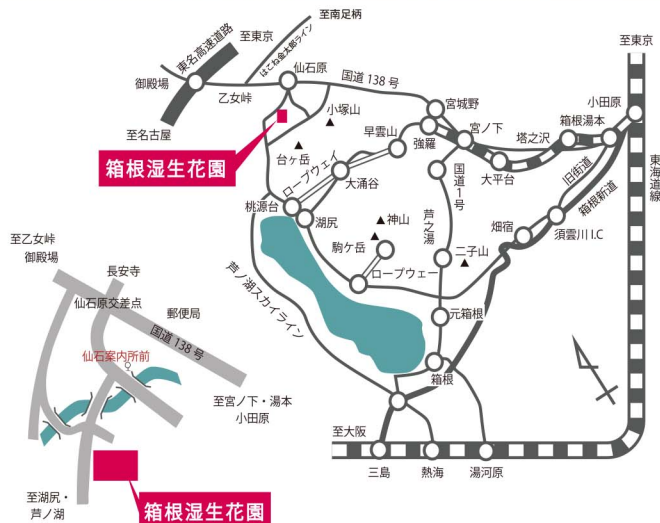 至南足柄
至東京
東名高速道路
はこね金太郎ライン
御殿場
乙女峠
仙石原
国道138号
至名古屋
箱根湿生花園
小塚山
台ヶ岳
早雲山
宮城野
強羅
宮ノ下
大平台
塔之沢
箱根湯本
小田原
至東京
東海道線
旧街道
箱根新道
須雲川I.C
畑宿
ロープウェイ
大涌谷
桃源台
湖尻
神山
駒ケ岳
ロープウェー
国道1号
芦之湯
二子山
元箱根
箱根
芦ノ湖スカイライン
至大阪
三島
熱海
湯河原
至乙女峠
御殿場
長安寺
仙石原交差点
郵便局
国道138号
仙石案内所前
至宮ノ下・湯本
小田原
至湖尻・
芦ノ湖
箱根湿生花園